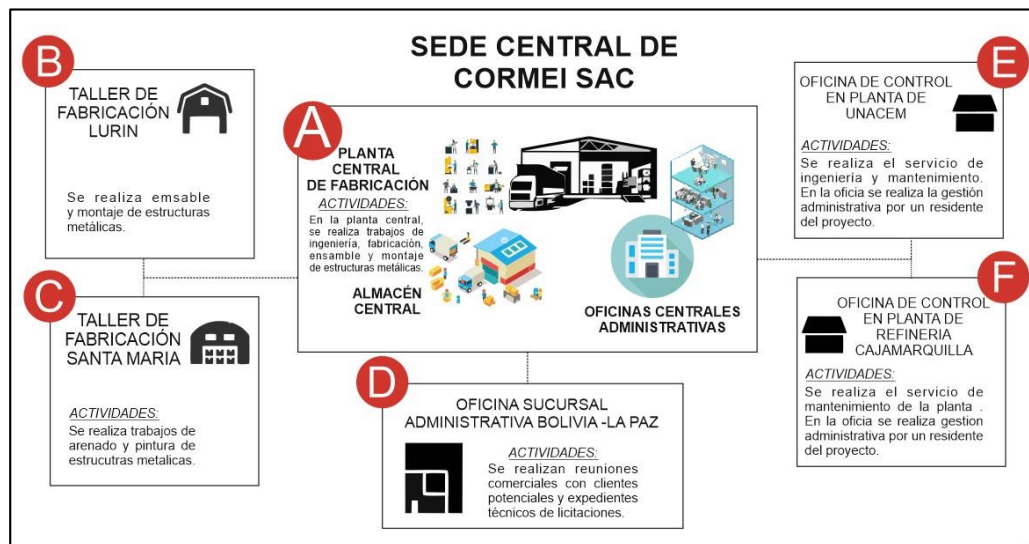 SEDE CENTRAL DE
CORMEI SAC
A
PLANTA
CENTRAL
DE FABRICACIÓN
ACTIVIDADES:
En la planta central,
se realiza trabajos de
ingeniería, fabricación,
ensamble y montaje
de estructuras metálicas.
ALMACÉN
CENTRAL
OFICINAS CENTRALES
ADMINISTRATIVAS
B
TALLER DE
FABRICACIÓN
LURIN
Se realiza emsable
y montaje de estructuras
metálicas.
C
TALLER DE
FABRICACIÓN
SANTA MARIA
ACTIVIDADES:
Se realiza trabajos de
arenado y pintura de
estrucutras metalicas.
D
OFICINA SUCURSAL
ADMINISTRATIVA BOLIVIA -LA PAZ
ACTIVIDADES:
Se realizan reuniones
comerciales con clientes
potenciales y expedientes
técnicos de licitaciones.
E
OFICINA DE CONTROL
EN PLANTA DE
UNACEM
ACTIVIDADES:
Se realiza el servicio de
ingeniería y mantenimiento.
En la oficia se realiza la gestión
administrativa por un residente
del proyecto.
F
OFICINA DE CONTROL
EN PLANTA DE
REFINERIA
CAJAMARQUILLA
ACTIVIDADES:
Se realiza el servicio de
mantenimiento de la planta .
En la oficia se realiza gestion
administrativa por un residente
del proyecto.